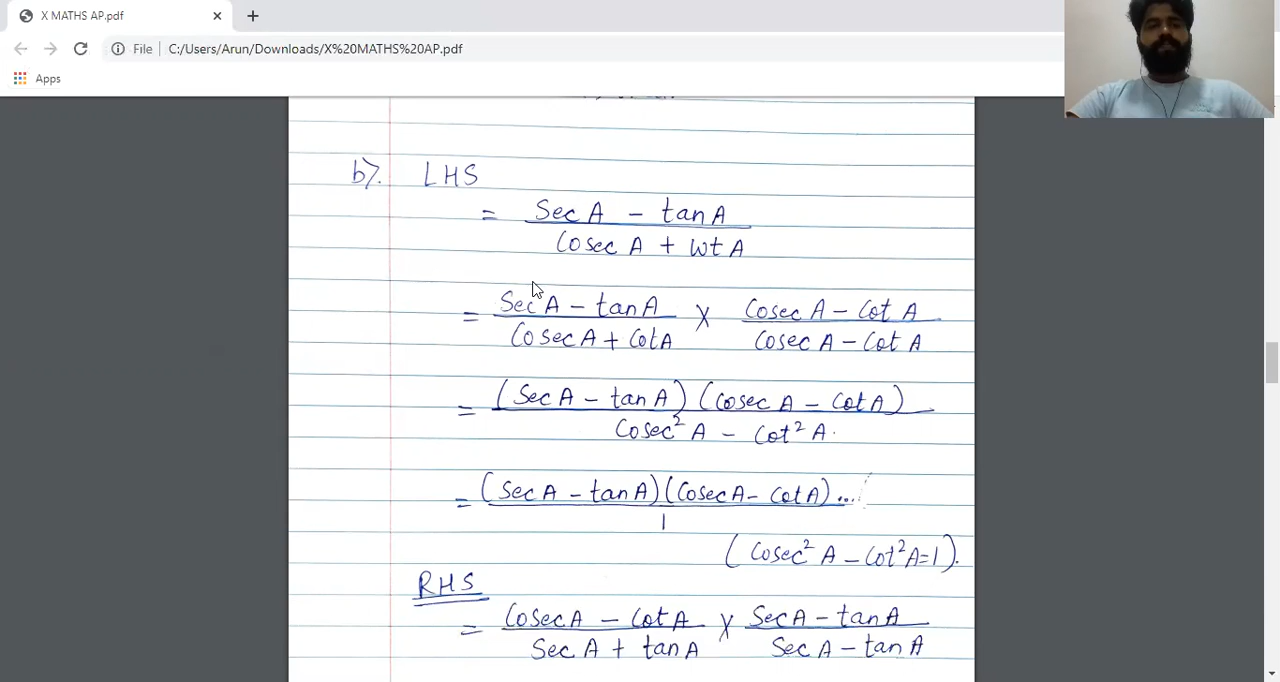 X MATHS AP.pdf
File C:/Users/Arun/Downloads/X%20MATHS%20AP.pdf
Apps
b). LHS
= Sec A - tan A
Cosec A + cot A
= Sec A - tan A X Cosec A - Cot A
Cosec A + Cot A Cosec A - Cot A
= (Sec A - tan A) (Cosec A - Cot A)
Cosec² A - Cot² A.
= (Sec A - tan A) (Cosec A - Cot A) ...
1
(Cosec² A - Cot² A = 1).
RHS
= Cosec A - Cot A X Sec A - tan A
Sec A + tan A Sec A - tan A